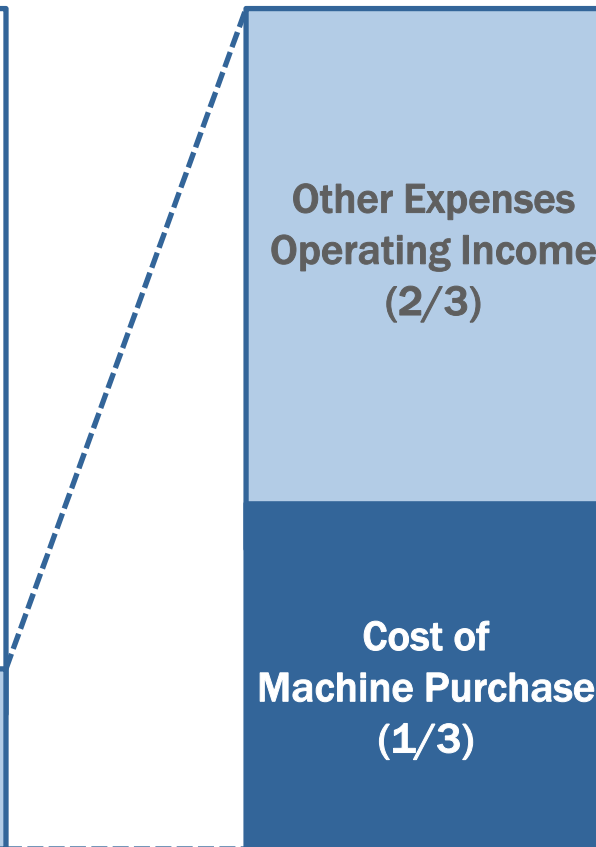 Other Expenses
Operating Income
(2/3)
Cost of
Machine Purchase
(1/3)